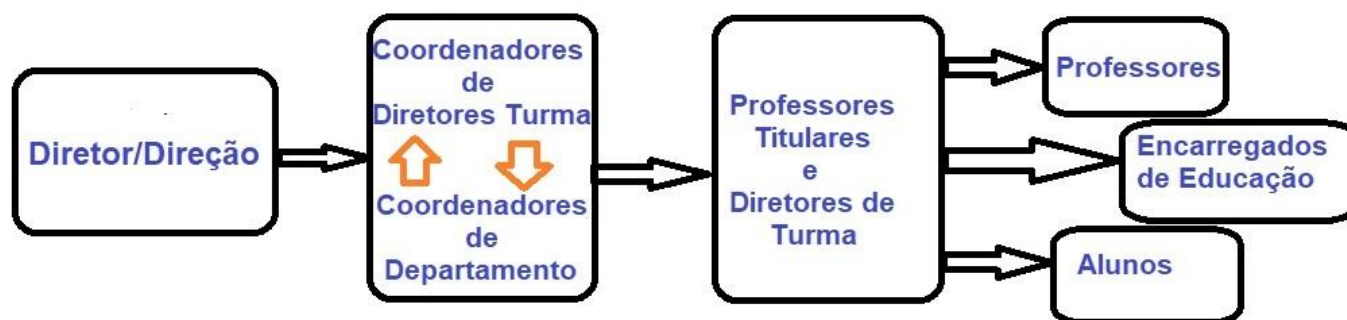 Diretor/Direção
Coordenadores
de
Diretores Turma
Coordenadores
de
Departamento
Professores
Titulares
e
Diretores de
Turma
Professores
Encarregados
de Educação
Alunos